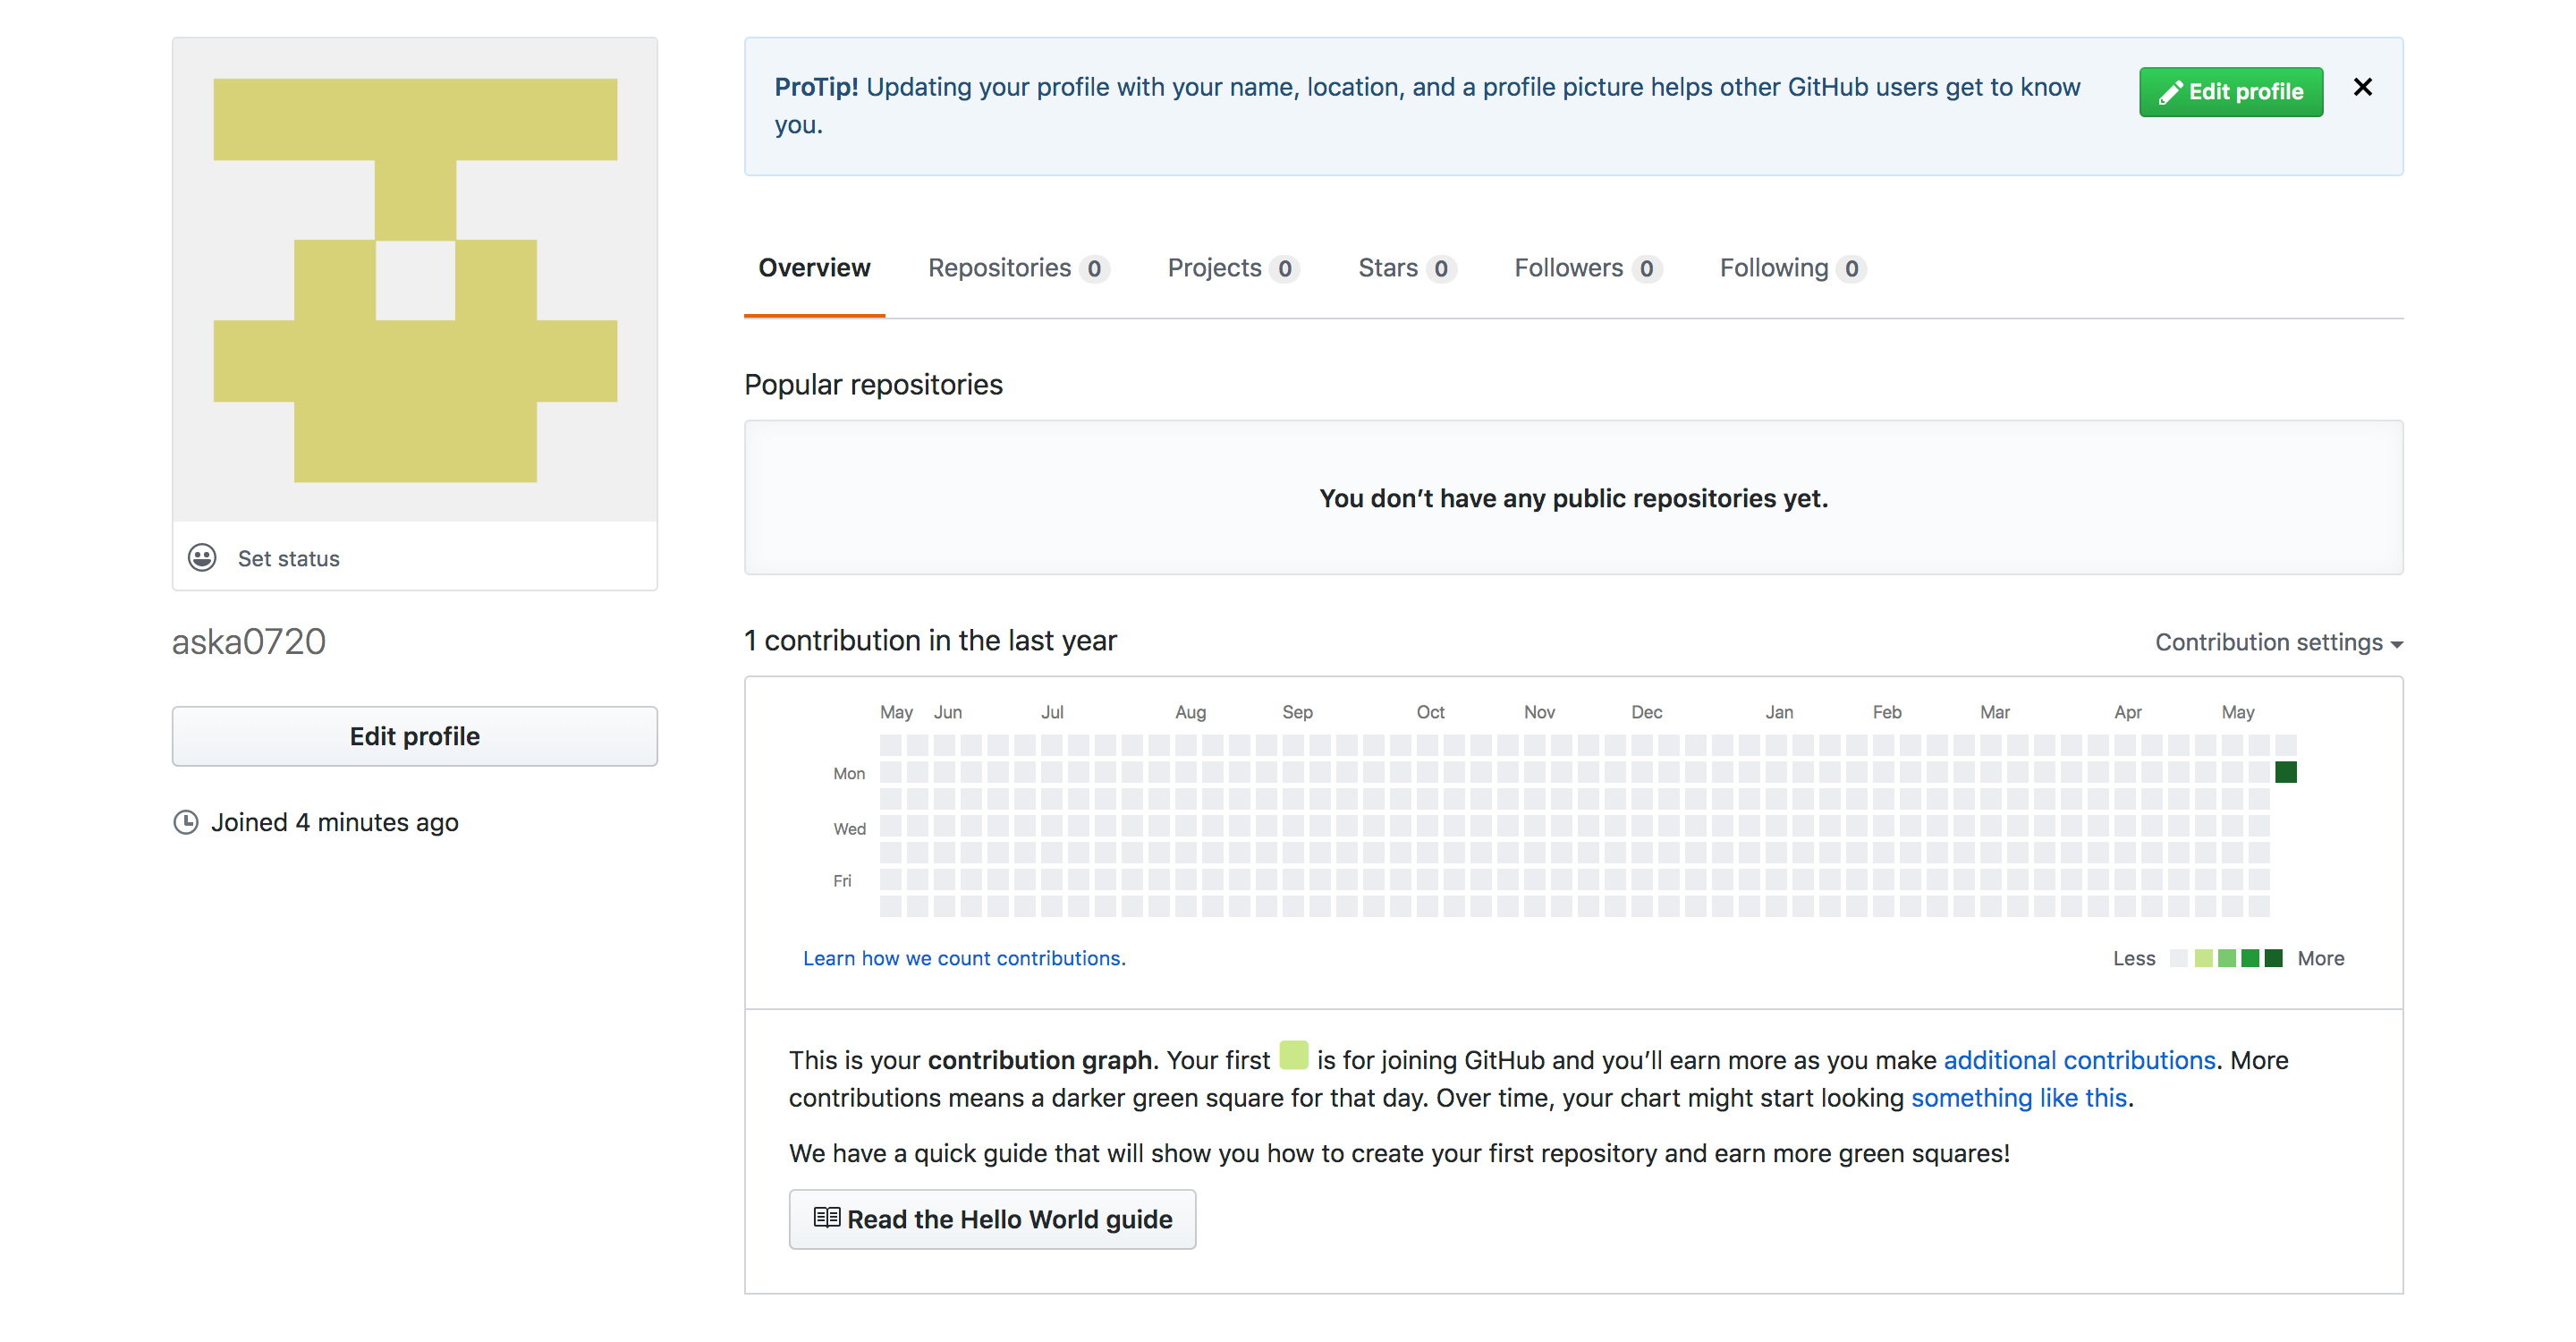 ProTip! Updating your profile with your name, location, and a profile picture helps other GitHub users get to know
you.
Edit profile
Overview Repositories 0 Projects 0 Stars 0 Followers 0 Following 0
Popular repositories
You don’t have any public repositories yet.
Set status
aska0720
Edit profile
Joined 4 minutes ago
1 contribution in the last year
Contribution settings
May Jun Jul Aug Sep Oct Nov Dec Jan Feb Mar Apr May
Mon
Wed
Fri
Learn how we count contributions.
Less More
This is your contribution graph. Your first is for joining GitHub and you’ll earn more as you make additional contributions. More
contributions means a darker green square for that day. Over time, your chart might start looking something like this.
We have a quick guide that will show you how to create your first repository and earn more green squares!
Read the Hello World guide